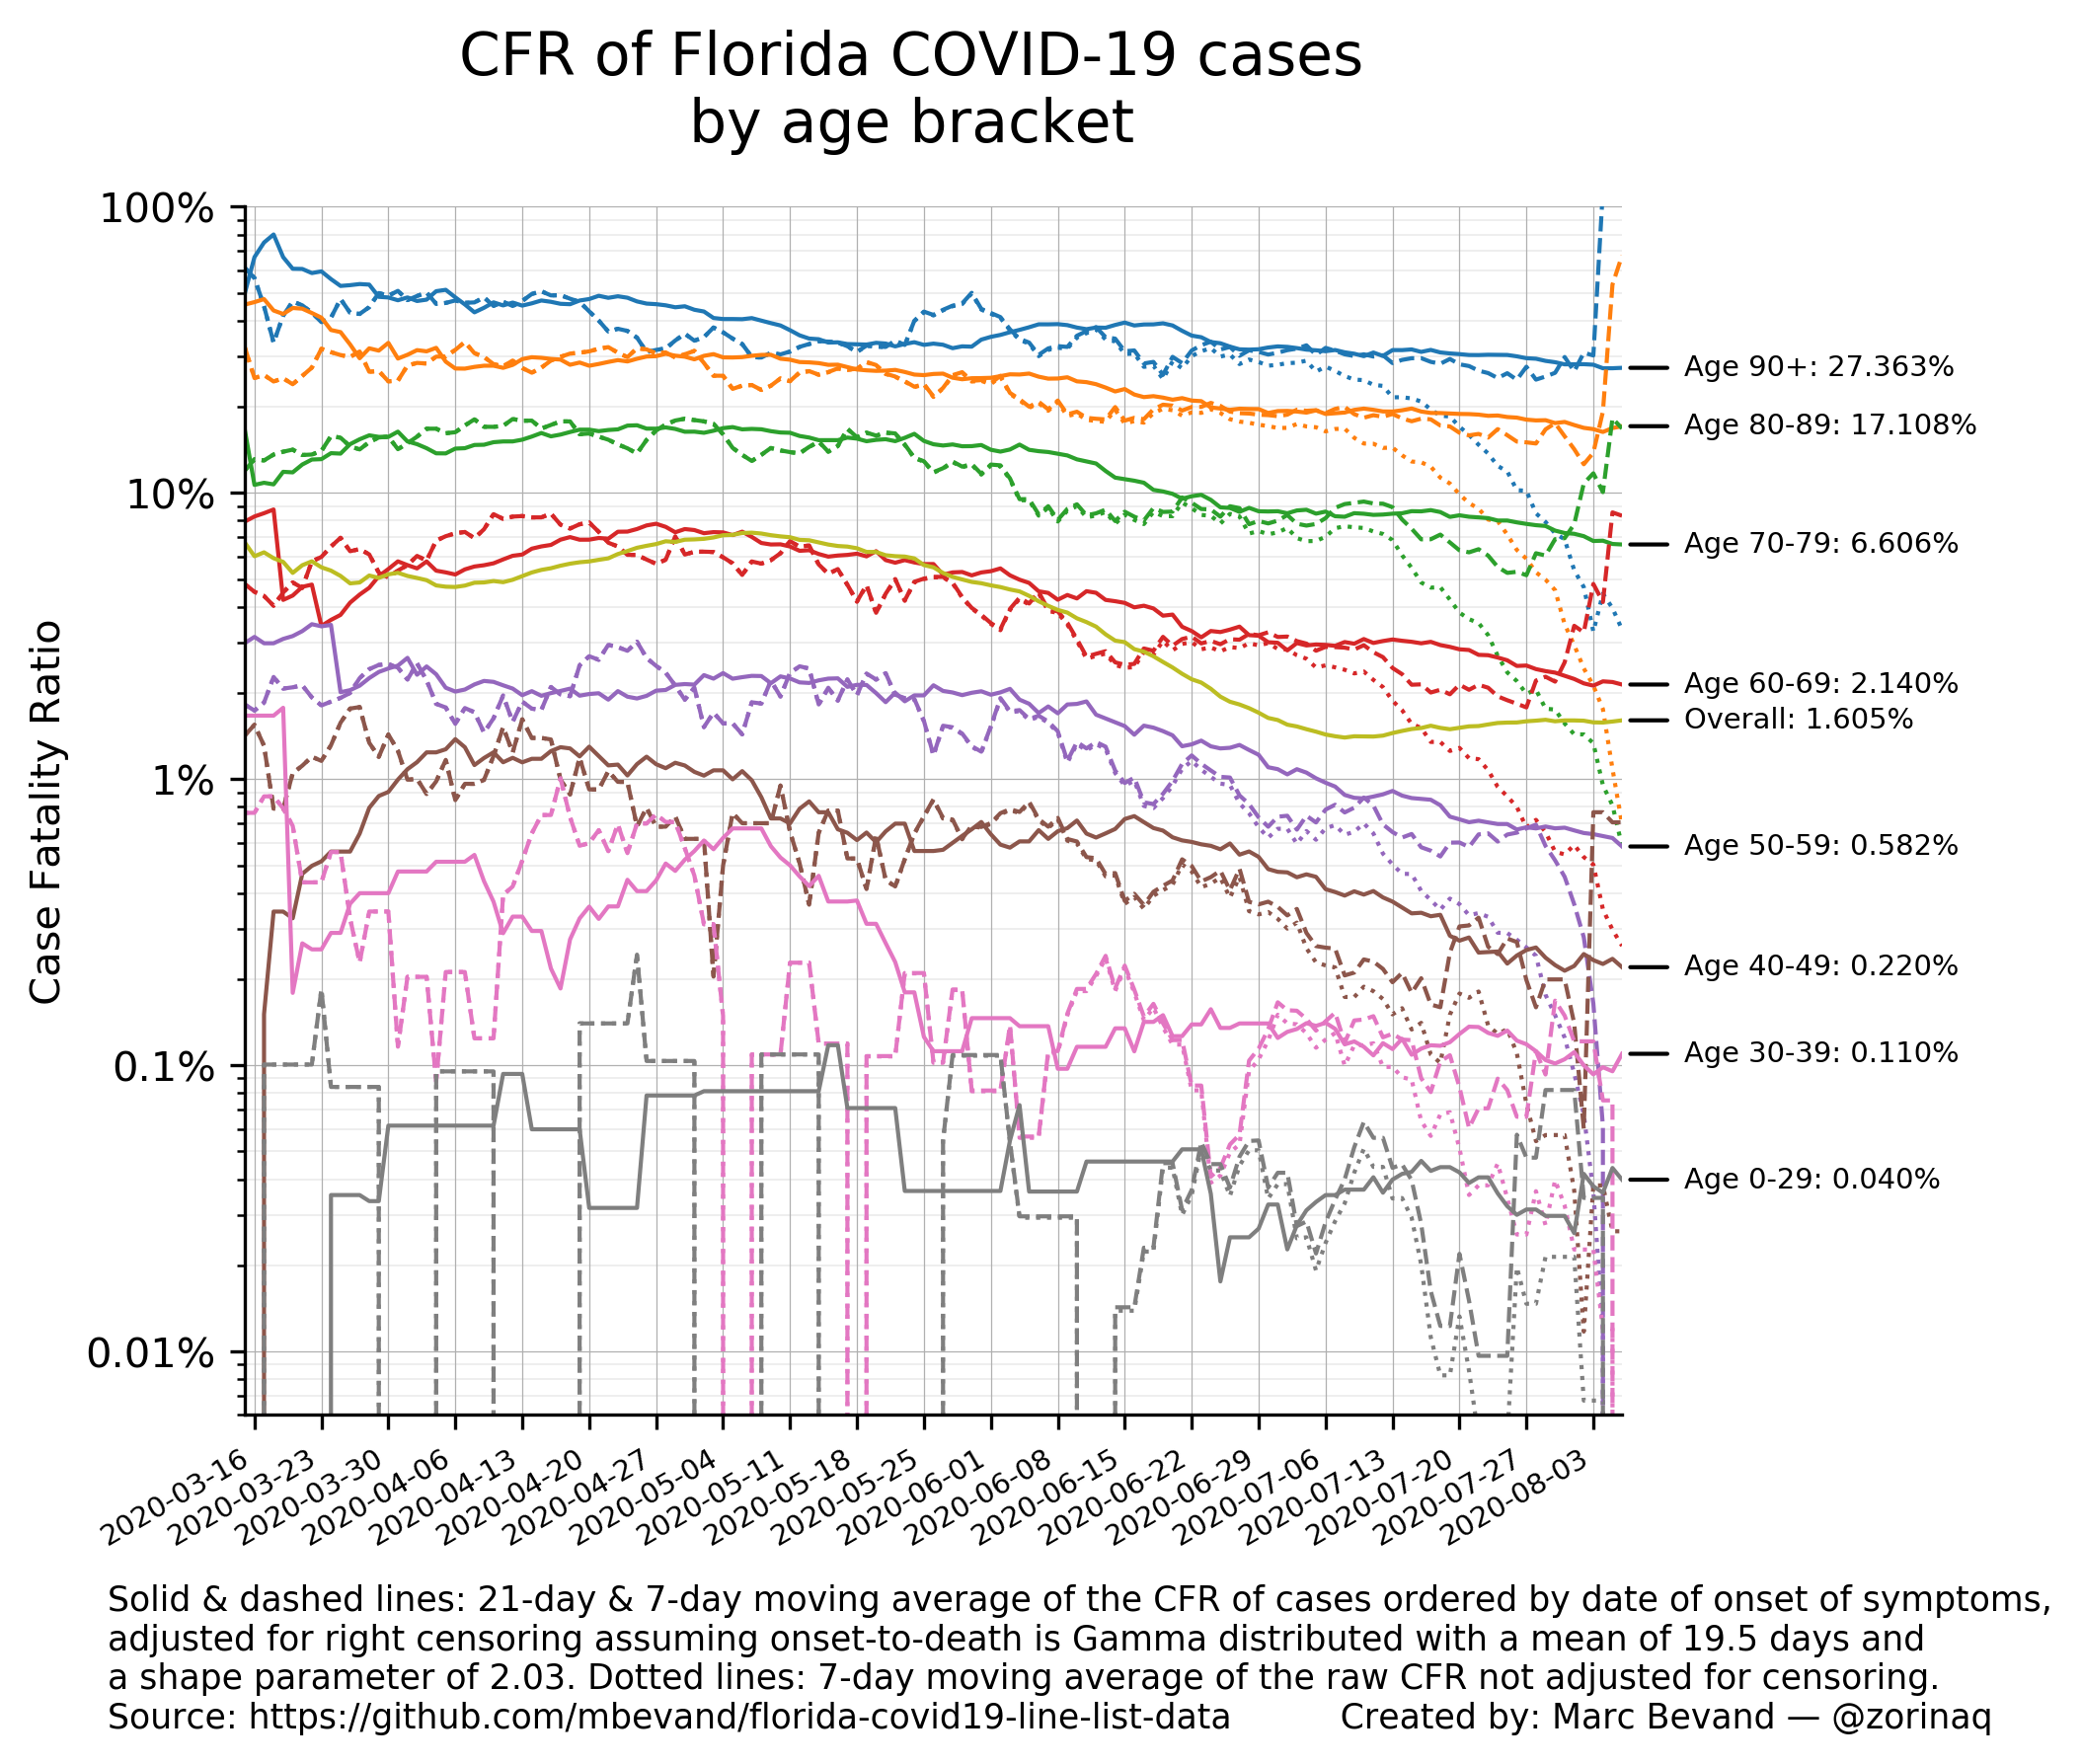 CFR of Florida COVID-19 cases
by age bracket
Case Fatality Ratio
100%
10%
1%
0.1%
0.01%
Age 90+: 27.363%
Age 80-89: 17.108%
Age 70-79: 6.606%
Age 60-69: 2.140%
Overall: 1.605%
Age 50-59: 0.582%
Age 40-49: 0.220%
Age 30-39: 0.110%
Age 0-29: 0.040%
2020-03-16
2020-03-23
2020-03-30
2020-04-06
2020-04-13
2020-04-20
2020-04-27
2020-05-04
2020-05-11
2020-05-18
2020-05-25
2020-06-01
2020-06-08
2020-06-15
2020-06-22
2020-06-29
2020-07-06
2020-07-13
2020-07-20
2020-07-27
2020-08-03
Solid & dashed lines: 21-day & 7-day moving average of the CFR of cases ordered by date of onset of symptoms,
adjusted for right censoring assuming onset-to-death is Gamma distributed with a mean of 19.5 days and
a shape parameter of 2.03. Dotted lines: 7-day moving average of the raw CFR not adjusted for censoring.
Source: https://github.com/mbevand/florida-covid19-line-list-data Created by: Marc Bevand — @zorinaq